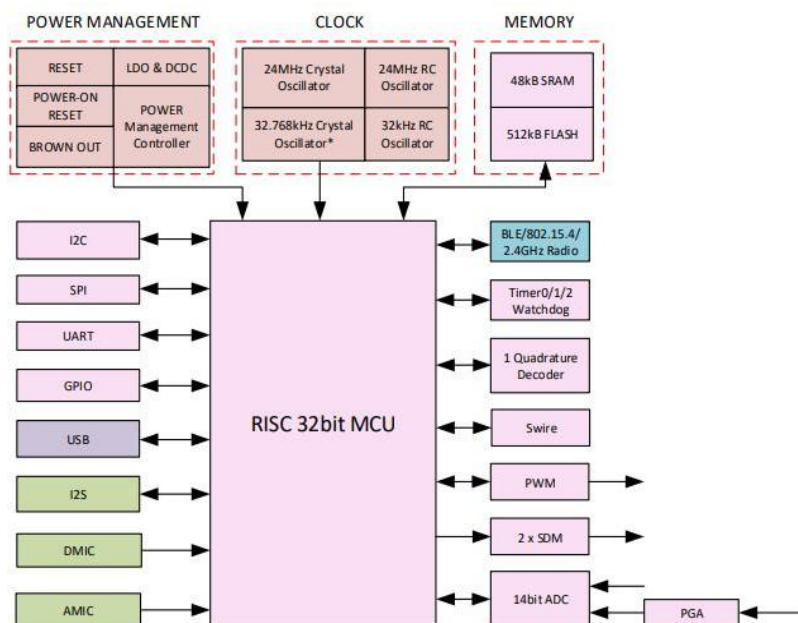 POWER MANAGEMENT
CLOCK
MEMORY
RESET
LDO & DCDC
POWER-ON
RESET
POWER
Management
Controller
BROWN OUT
24MHz Crystal
Oscillator
24MHz RC
Oscillator
32.768kHz Crystal
Oscillator*
32kHz RC
Oscillator
48kB SRAM
512kB FLASH
I2C
SPI
UART
GPIO
USB
I2S
DMIC
AMIC
RISC 32bit MCU
BLE/802.15.4/
2.4GHz Radio
Timer0/1/2
Watchdog
1 Quadrature
Decoder
Swire
PWM
2 x SDM
14bit ADC
PGA